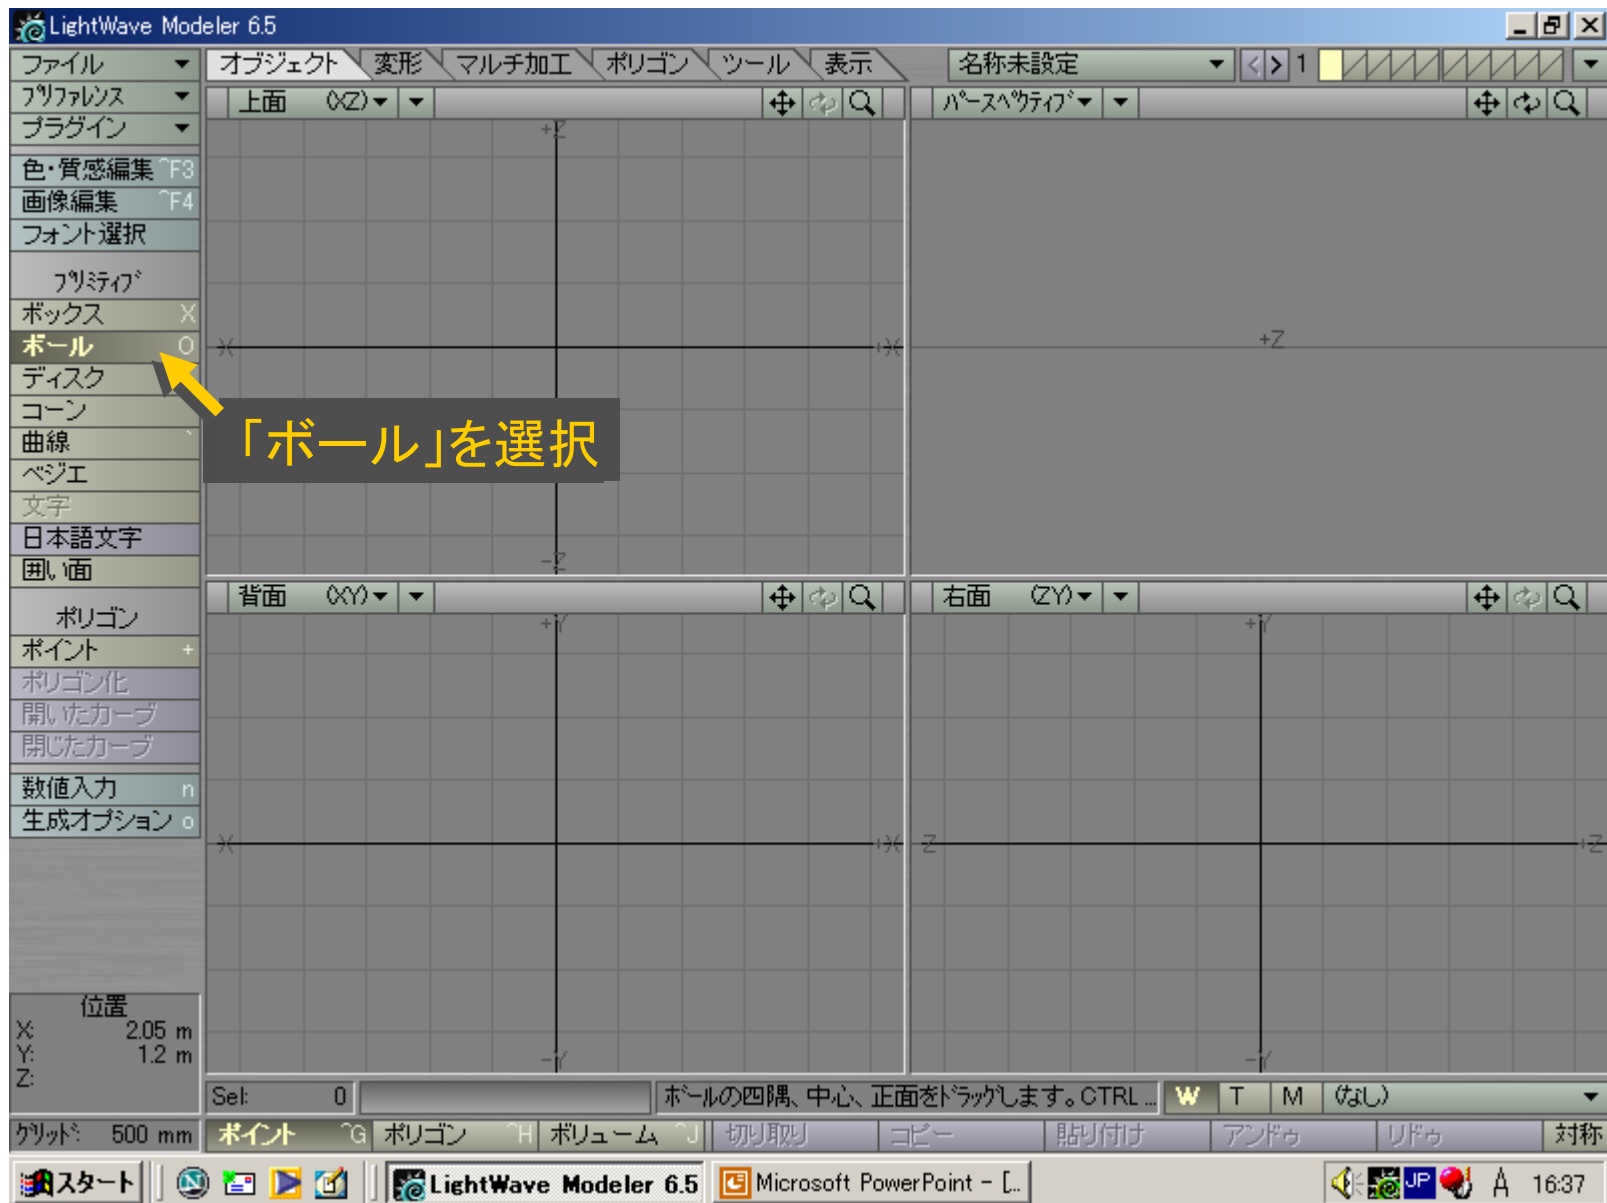 LightWave Modeler 6.5
ファイル
オブジェクト 変形 マルチ加工 ポリゴン ツール 表示 名称未設定 1
プリファレンス
上面 (XZ) パースペクティブ
プラグイン
+Z
色・質感編集 ^F3
画像編集 ^F4
フォント選択
プリミティブ
ボックス X
ボール O
-X +X +Z
ディスク
コーン
「ボール」を選択
曲線 `
ベジエ
文字
日本語文字
囲い面
-Z
背面 (XY) 右面 (ZY)
ポリゴン
+Y +Y
ポイント +
ポリゴン化
開いたカーブ
閉じたカーブ
数値入力 n
生成オプション o
-X +X -Z +Z
位置
X: 2.05 m
Y: 1.2 m
-Y -Y
Z:
Sel: 0 ボールの四隅、中心、正面をドラッグします。CTRL ... W T M (なし)
グリッド: 500 mm ポイント ^G ポリゴン ^H ボリューム ^J 切り取り コピー 貼り付け アンドゥ リドゥ 対称
スタート LightWave Modeler 6.5 Microsoft PowerPoint - [... JP A 16:37